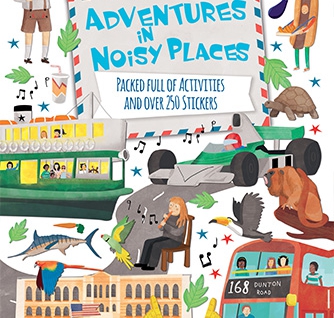 ADVENTURES
IN
NOISY PLACES
PACKED FULL OF ACTIVITIES
AND OVER 250 STICKERS
168 DUNTON
ROAD